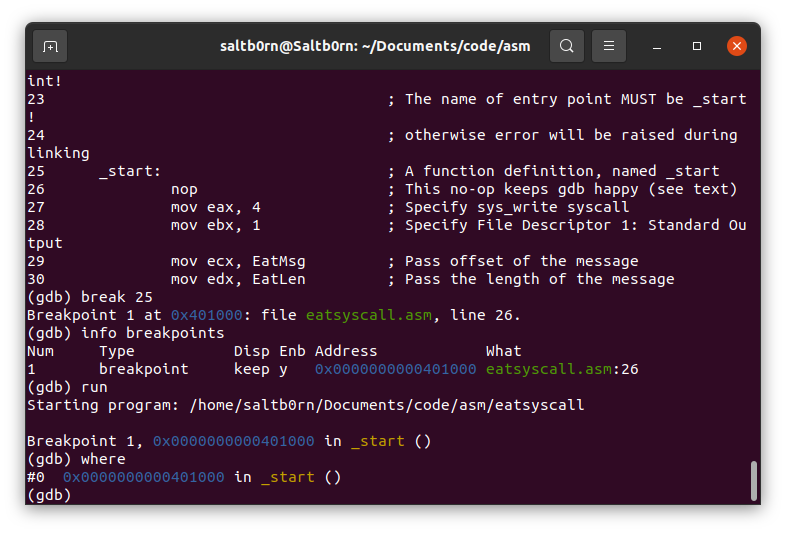 saltb0rn@Saltb0rn: ~/Documents/code/asm
int!
23                                      ; The name of entry point MUST be _start
!
24                                      ; otherwise error will be raised during
linking
25      _start:                         ; A function definition, named _start
26              nop                     ; This no-op keeps gdb happy (see text)
27              mov eax, 4              ; Specify sys_write syscall
28              mov ebx, 1              ; Specify File Descriptor 1: Standard Ou
tput
29              mov ecx, EatMsg         ; Pass offset of the message
30              mov edx, EatLen         ; Pass the length of the message
(gdb) break 25
Breakpoint 1 at 0x401000: file eatsyscall.asm, line 26.
(gdb) info breakpoints
Num     Type           Disp Enb Address            What
1       breakpoint     keep y   0x0000000000401000 eatsyscall.asm:26
(gdb) run
Starting program: /home/saltb0rn/Documents/code/asm/eatsyscall
Breakpoint 1, 0x0000000000401000 in _start ()
(gdb) where
#0  0x0000000000401000 in _start ()
(gdb)